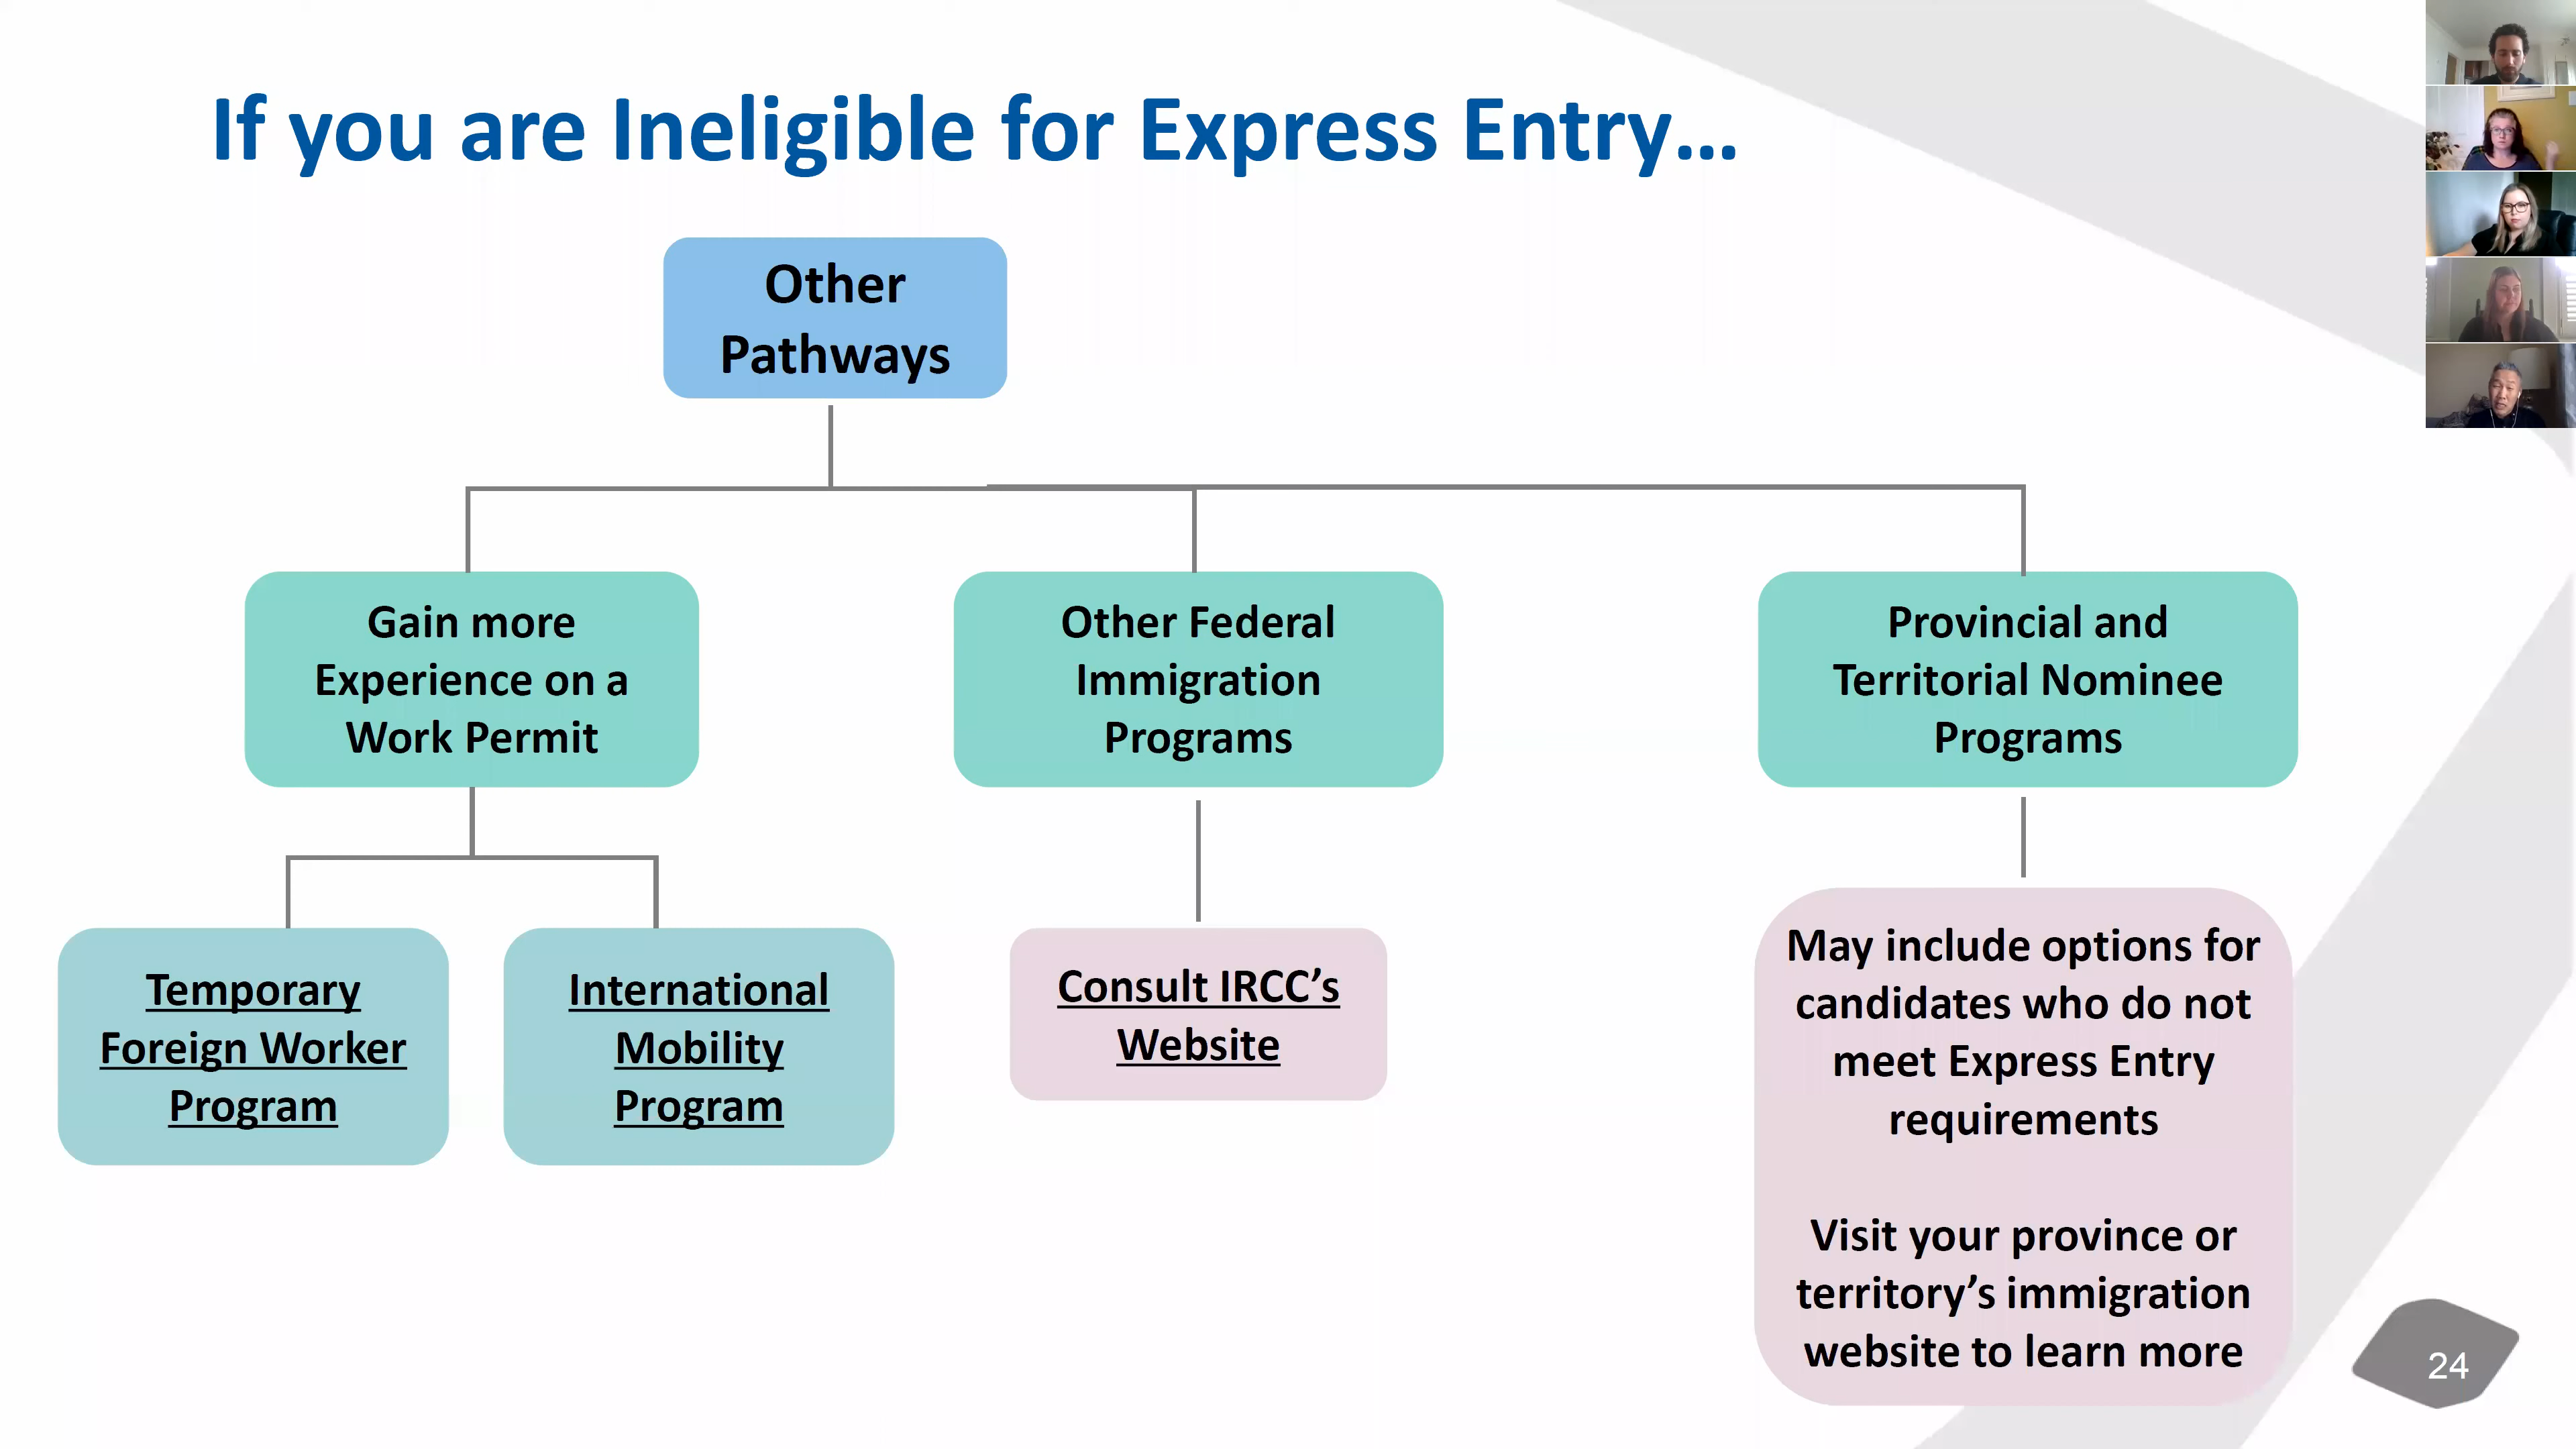 If you are Ineligible for Express Entry...
Other
Pathways
Gain more
Experience on a
Work Permit
Other Federal
Immigration
Programs
Provincial and
Territorial Nominee
Programs
Temporary
Foreign Worker
Program
International
Mobility
Program
Consult IRCC’s
Website
May include options for
candidates who do not
meet Express Entry
requirements
Visit your province or
territory’s immigration
website to learn more
24